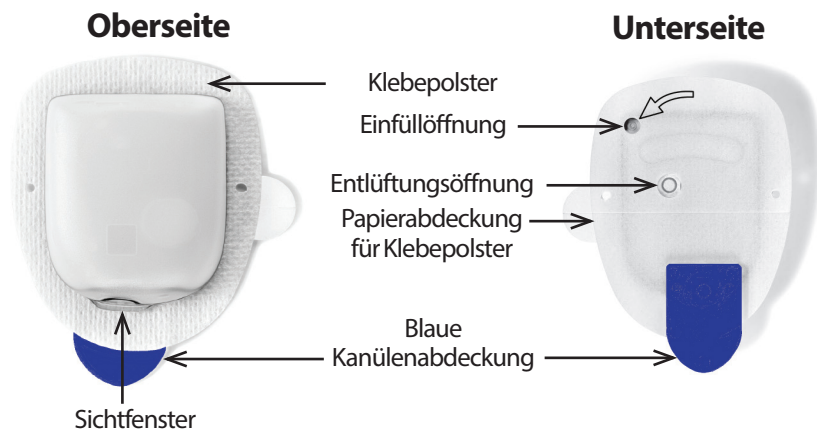 Oberseite
Unterseite
Klebepolster
Einfüllöffnung
Entlüftungsöffnung
Papierabdeckung
für Klebepolster
Blaue
Kanülenabdeckung
Sichtfenster